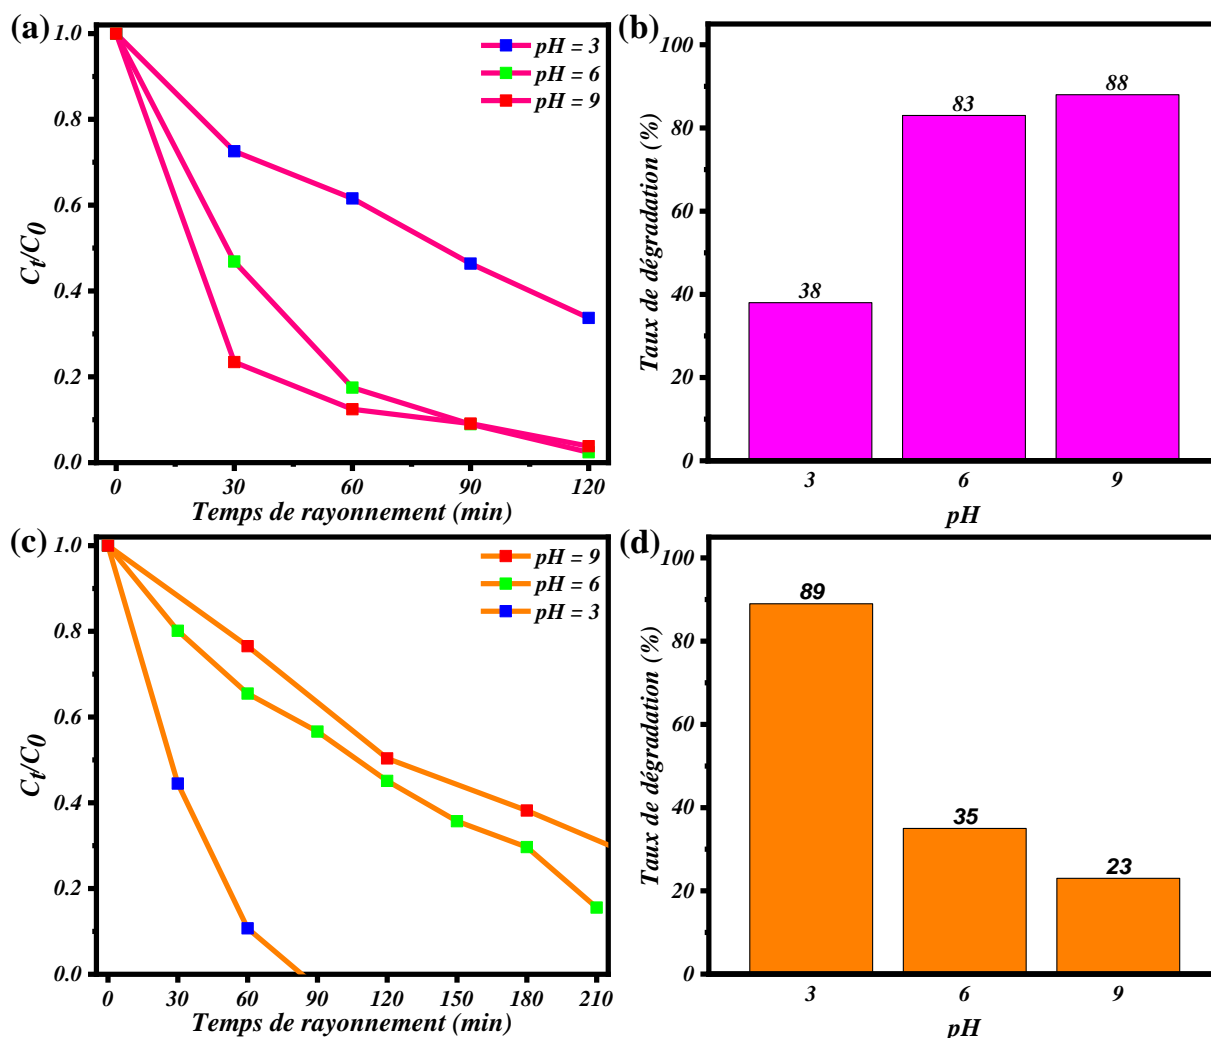 (a)
1.0
0.8
0.6
0.4
0.2
0.0
Ct/C0
pH = 3
pH = 6
pH = 9
0 30 60 90 120
Temps de rayonnement (min)
(b)
100
80
60
40
20
0
Taux de dégradation (%)
38
83
88
3 6 9
pH
(c)
1.0
0.8
0.6
0.4
0.2
0.0
Ct/C0
pH = 9
pH = 6
pH = 3
0 30 60 90 120 150 180 210
Temps de rayonnement (min)
(d)
100
80
60
40
20
0
Taux de dégradation (%)
89
35
23
3 6 9
pH